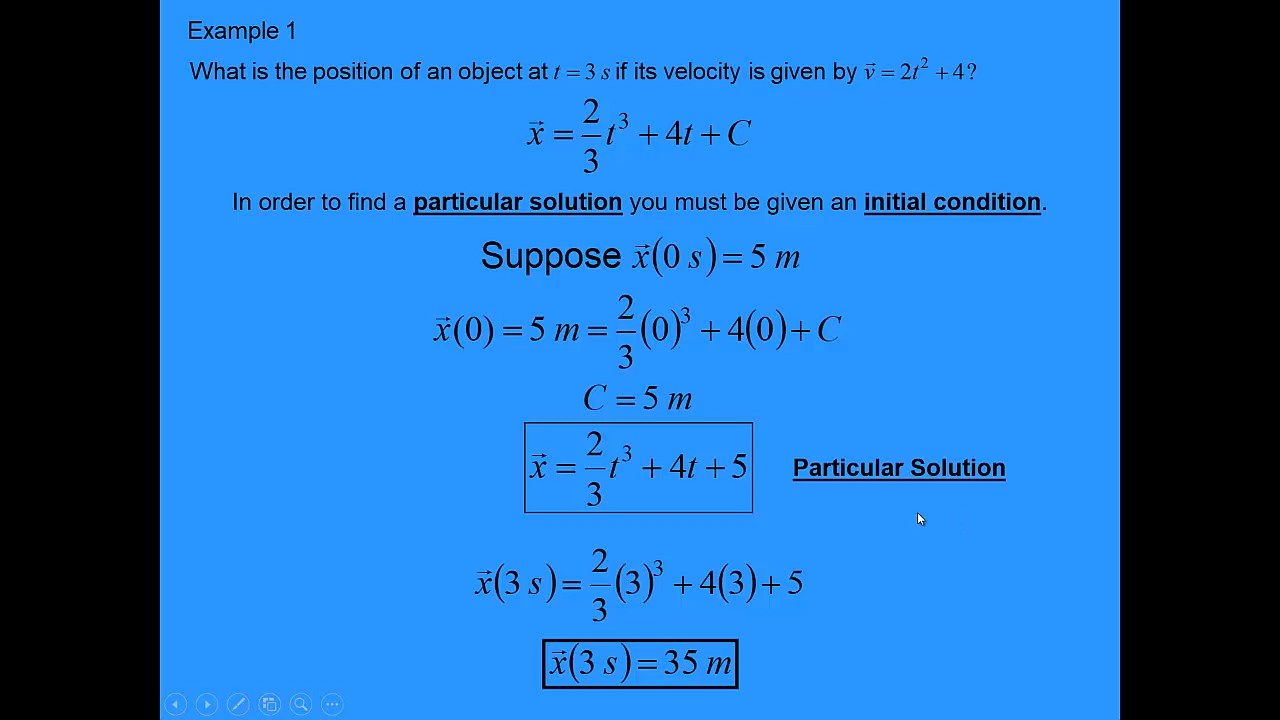 Example 1
What is the position of an object at t = 3 s if its velocity is given by v⃗ = 2t² + 4?
x⃗ = 2/3 t³ + 4t + C
In order to find a particular solution you must be given an initial condition.
Suppose x⃗(0 s) = 5 m
x⃗(0) = 5 m = 2/3 (0)³ + 4(0) + C
C = 5 m
x⃗ = 2/3 t³ + 4t + 5 Particular Solution
x⃗(3 s) = 2/3 (3)³ + 4(3) + 5
x⃗(3 s) = 35 m